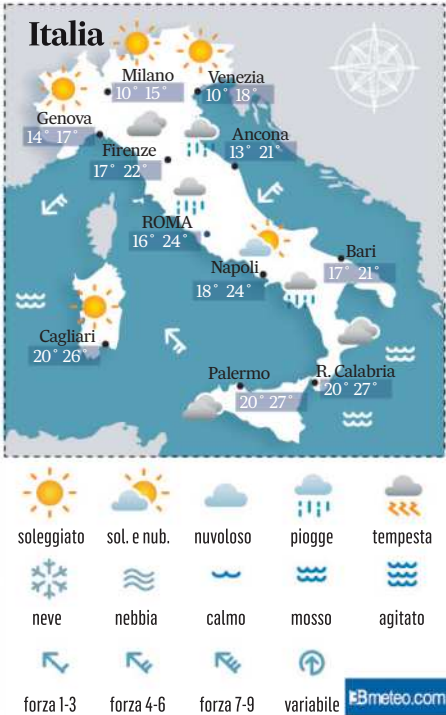 Italia
Milano
10° 15°
Venezia
10° 18°
Genova
14° 17°
Firenze
17° 22°
Ancona
13° 21°
ROMA
16° 24°
Bari
17° 21°
Napoli
18° 24°
Cagliari
20° 26°
Palermo
20° 27°
R. Calabria
20° 27°
soleggiato sol. e nub. nuvoloso piogge tempesta
neve nebbia calmo mosso agitato
forza 1-3 forza 4-6 forza 7-9 variabile
3Bmeteo.com